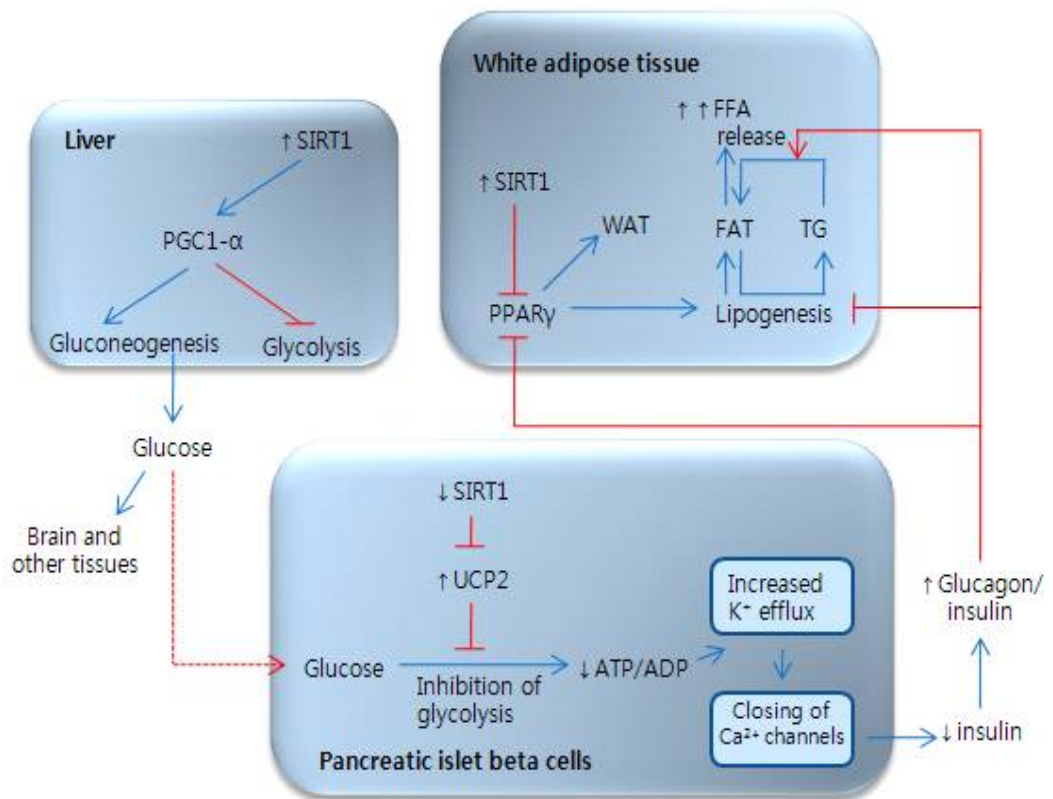 White adipose tissue
↑ ↑ FFA
release
↑ SIRT1
WAT
FAT
TG
PPARγ
Lipogenesis
Liver
↑ SIRT1
PGC1-α
Gluconeogenesis
Glycolysis
Glucose
Brain and
other tissues
↓ SIRT1
↑ UCP2
Glucose
Inhibition of
glycolysis
↓ ATP/ADP
Increased
K⁺ efflux
Closing of
Ca²⁺ channels
Pancreatic islet beta cells
↓ insulin
↑ Glucagon/
insulin